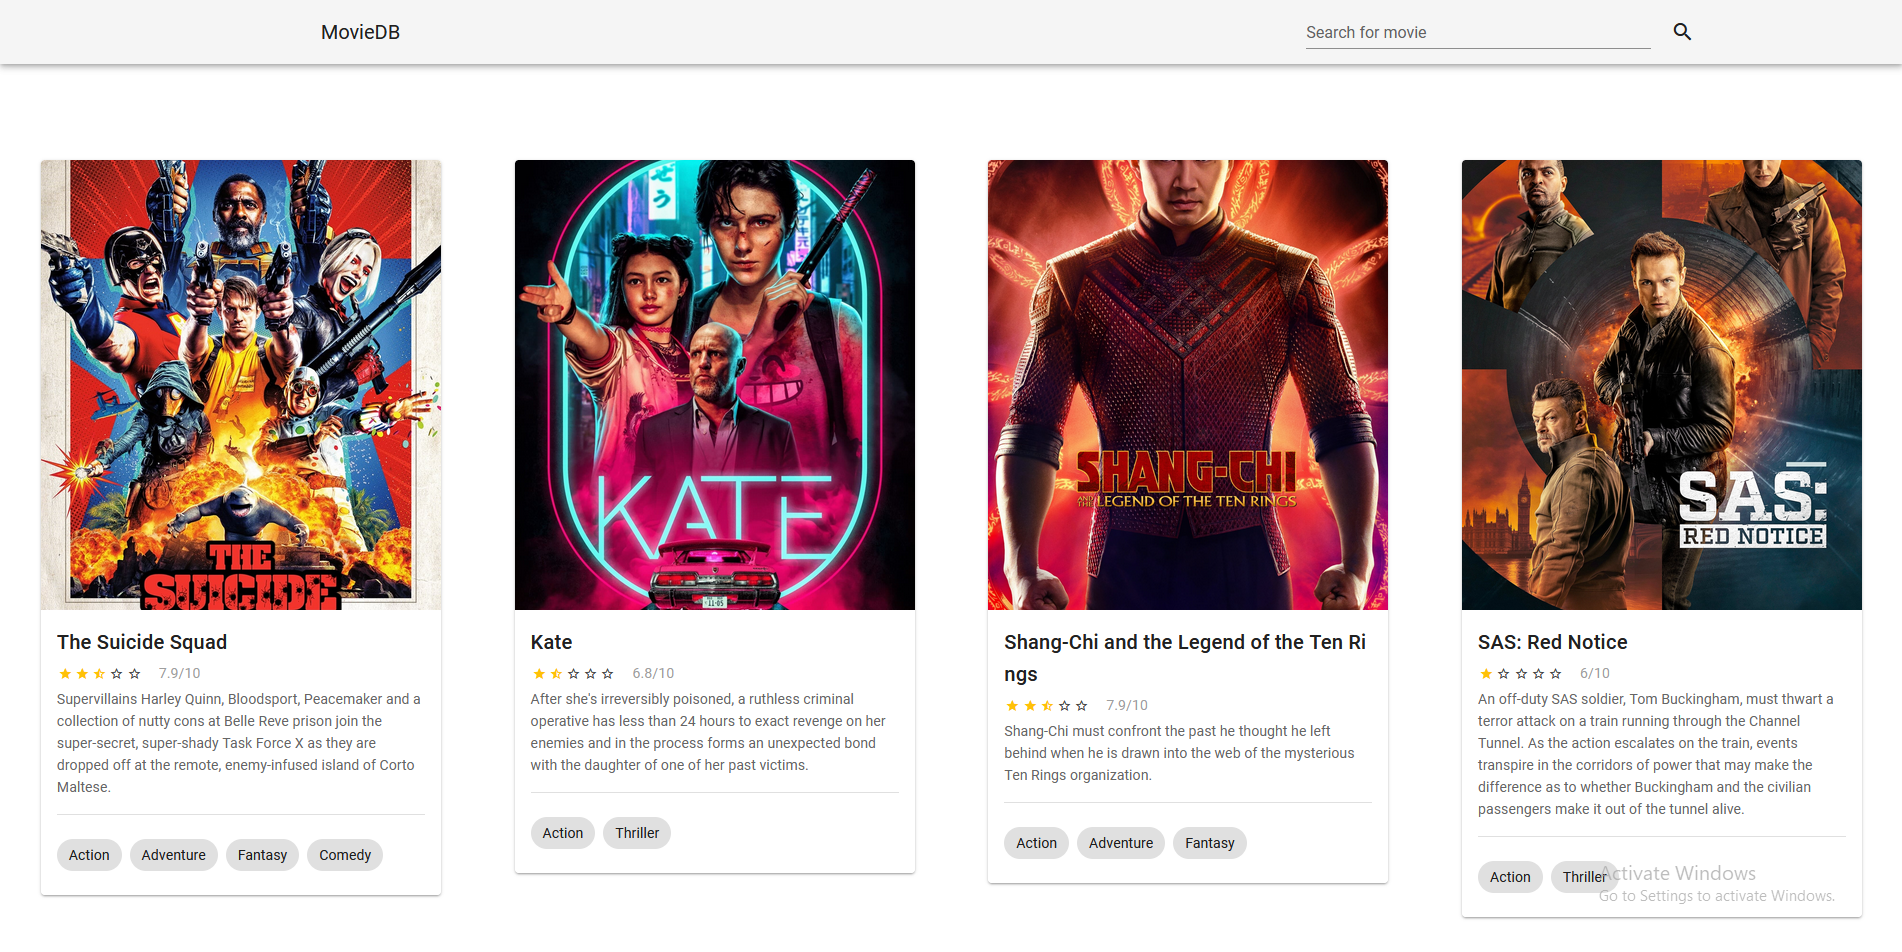 MovieDB
Search for movie
せう
THE
SUICIDE
KATE
11-05
SHANG-CHI
AND THE LEGEND OF THE TEN RINGS
SAS:
RED NOTICE
The Suicide Squad
7.9/10
Supervillains Harley Quinn, Bloodsport, Peacemaker and a
collection of nutty cons at Belle Reve prison join the
super-secret, super-shady Task Force X as they are
dropped off at the remote, enemy-infused island of Corto
Maltese.
Action Adventure Fantasy Comedy
Kate
6.8/10
After she's irreversibly poisoned, a ruthless criminal
operative has less than 24 hours to exact revenge on her
enemies and in the process forms an unexpected bond
with the daughter of one of her past victims.
Action Thriller
Shang-Chi and the Legend of the Ten Ri
ngs
7.9/10
Shang-Chi must confront the past he thought he left
behind when he is drawn into the web of the mysterious
Ten Rings organization.
Action Adventure Fantasy
SAS: Red Notice
6/10
An off-duty SAS soldier, Tom Buckingham, must thwart a
terror attack on a train running through the Channel
Tunnel. As the action escalates on the train, events
transpire in the corridors of power that may make the
difference as to whether Buckingham and the civilian
passengers make it out of the tunnel alive.
Action Thriller
Activate Windows
Go to Settings to activate Windows.